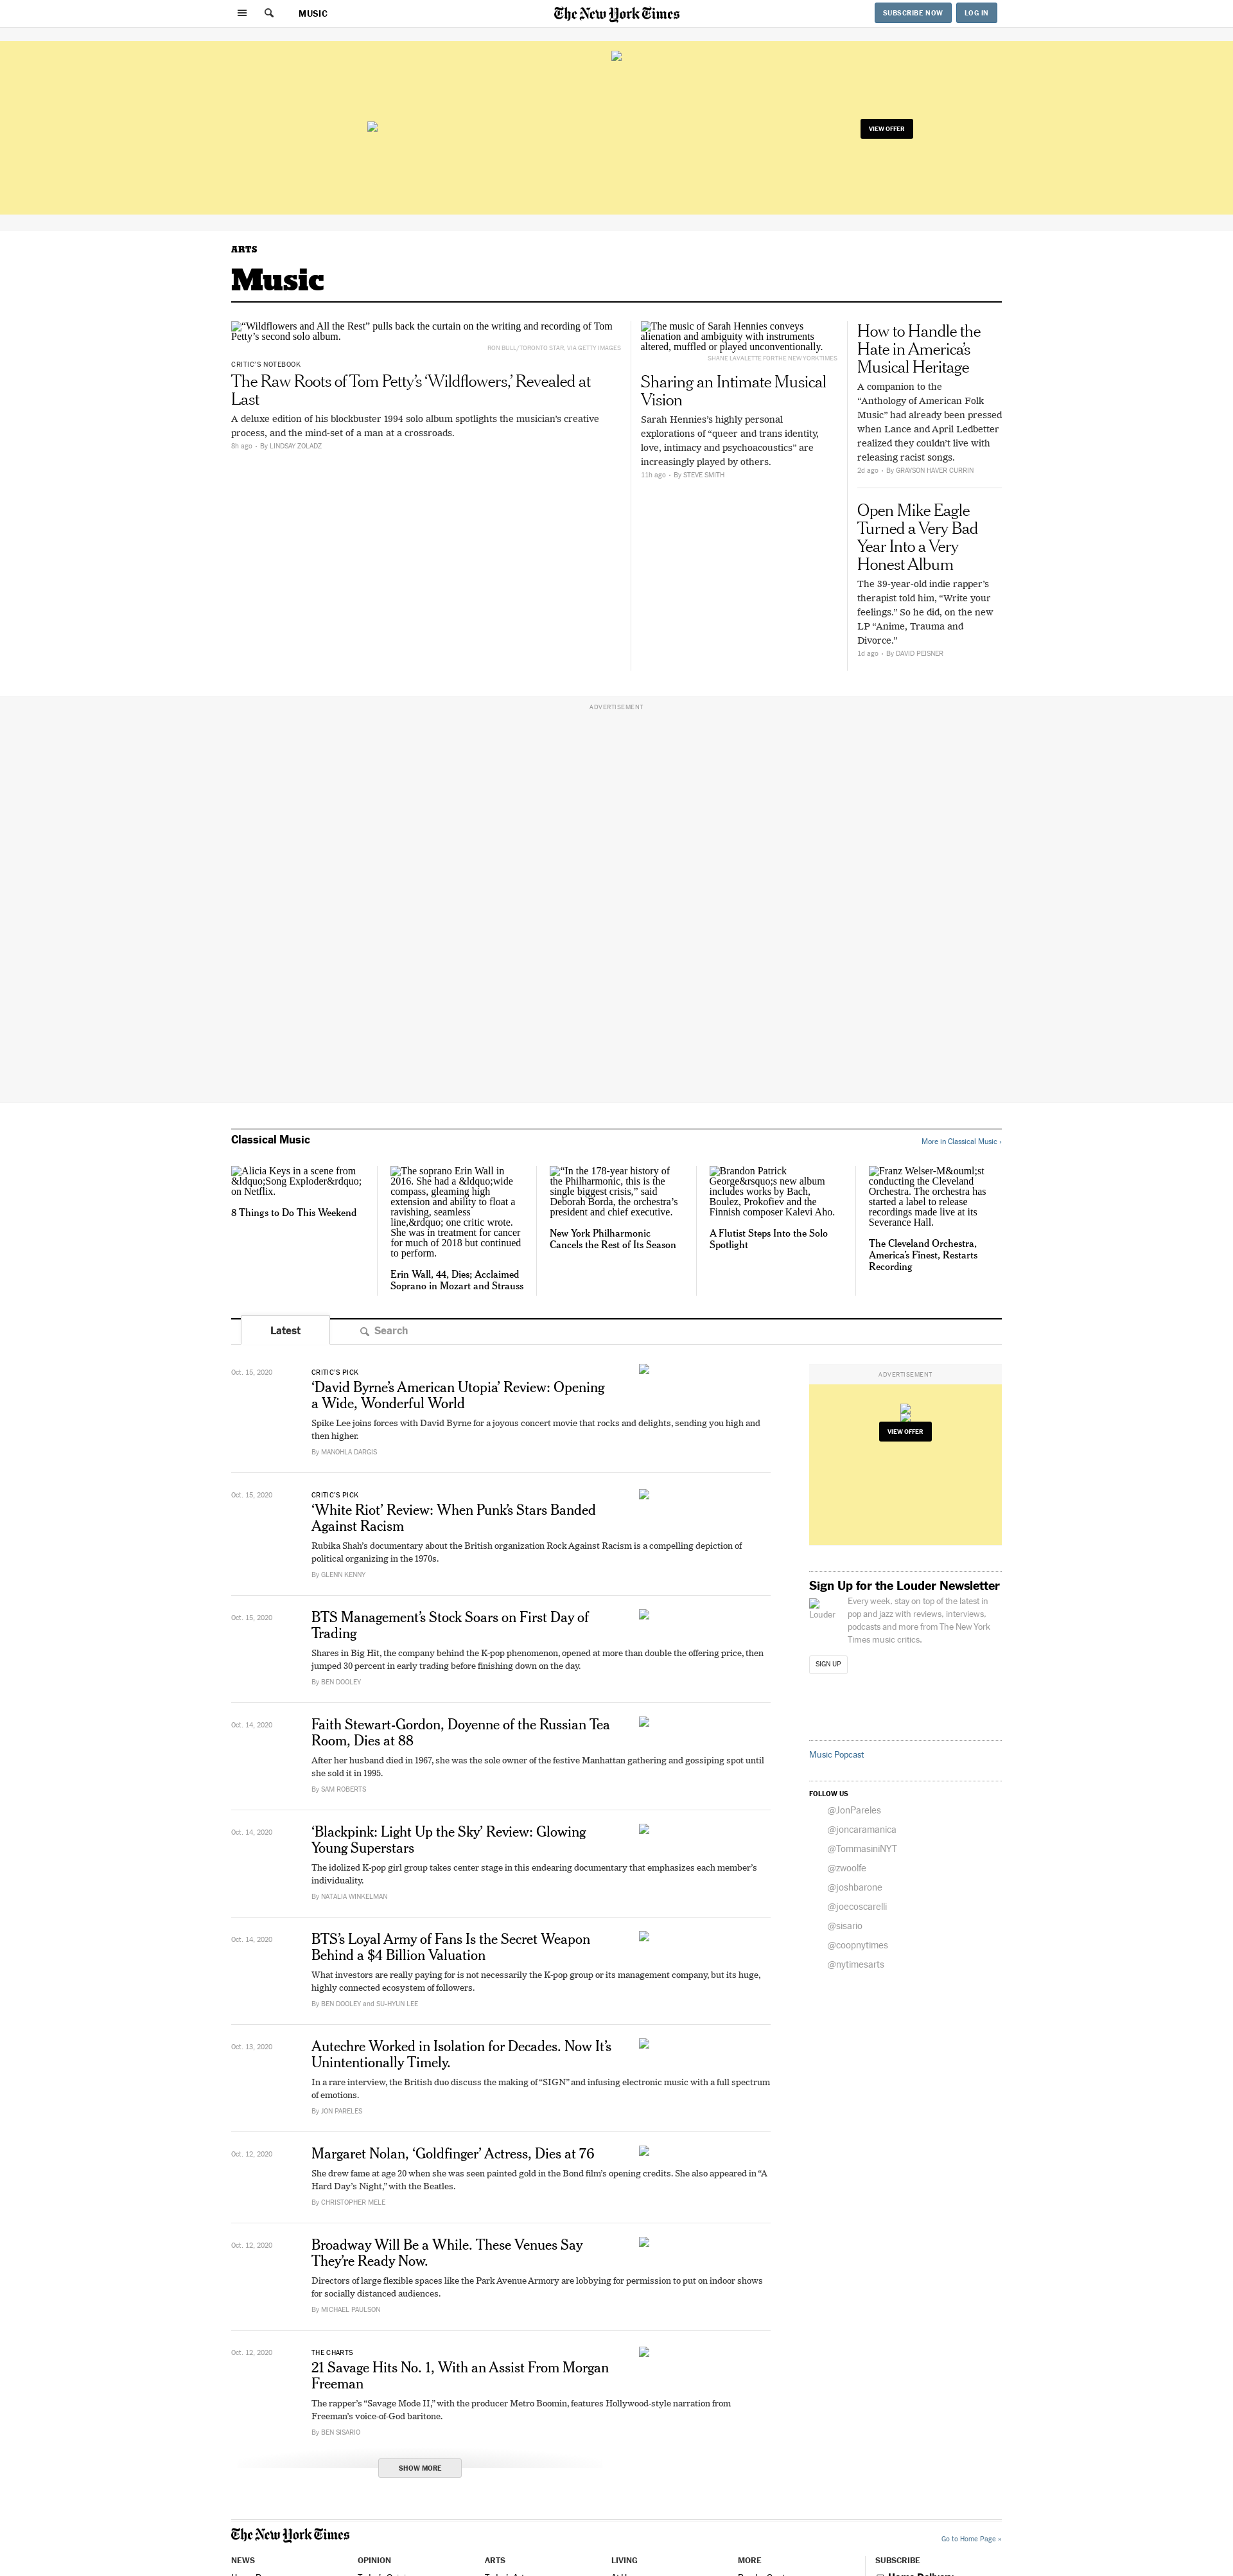 MUSIC
The New York Times
SUBSCRIBE NOW
LOG IN
VIEW OFFER
ARTS
Music
“Wildflowers and All the Rest” pulls back the curtain on the writing and recording of Tom
Petty’s second solo album.
RON BULL/TORONTO STAR, VIA GETTY IMAGES
CRITIC’S NOTEBOOK
The Raw Roots of Tom Petty’s ‘Wildflowers,’ Revealed at
Last
A deluxe edition of his blockbuster 1994 solo album spotlights the musician’s creative
process, and the mind-set of a man at a crossroads.
8h ago • By LINDSAY ZOLADZ
The music of Sarah Hennies conveys
alienation and ambiguity with instruments
altered, muffled or played unconventionally.
SHANE LAVALETTE FOR THE NEW YORK TIMES
Sharing an Intimate Musical
Vision
Sarah Hennies’s highly personal
explorations of “queer and trans identity,
love, intimacy and psychoacoustics” are
increasingly played by others.
11h ago • By STEVE SMITH
How to Handle the
Hate in America’s
Musical Heritage
A companion to the
“Anthology of American Folk
Music” had already been pressed
when Lance and April Ledbetter
realized they couldn’t live with
releasing racist songs.
2d ago • By GRAYSON HAVER CURRIN
Open Mike Eagle
Turned a Very Bad
Year Into a Very
Honest Album
The 39-year-old indie rapper’s
therapist told him, “Write your
feelings.” So he did, on the new
LP “Anime, Trauma and
Divorce.”
1d ago • By DAVID PEISNER
ADVERTISEMENT
Classical Music
More in Classical Music ›
Alicia Keys in a scene from
&ldquo;Song Exploder&rdquo;
on Netflix.
8 Things to Do This Weekend
The soprano Erin Wall in
2016. She had a &ldquo;wide
compass, gleaming high
extension and ability to float a
ravishing, seamless
line,&rdquo; one critic wrote.
She was in treatment for cancer
for much of 2018 but continued
to perform.
Erin Wall, 44, Dies; Acclaimed
Soprano in Mozart and Strauss
“In the 178-year history of
the Philharmonic, this is the
single biggest crisis,” said
Deborah Borda, the orchestra’s
president and chief executive.
New York Philharmonic
Cancels the Rest of Its Season
Brandon Patrick
George&rsquo;s new album
includes works by Bach,
Boulez, Prokofiev and the
Finnish composer Kalevi Aho.
A Flutist Steps Into the Solo
Spotlight
Franz Welser-M&ouml;st
conducting the Cleveland
Orchestra. The orchestra has
started a label to release
recordings made live at its
Severance Hall.
The Cleveland Orchestra,
America’s Finest, Restarts
Recording
Latest
Search
Oct. 15, 2020
CRITIC’S PICK
‘David Byrne’s American Utopia’ Review: Opening
a Wide, Wonderful World
Spike Lee joins forces with David Byrne for a joyous concert movie that rocks and delights, sending you high and
then higher.
By MANOHLA DARGIS
Oct. 15, 2020
CRITIC’S PICK
‘White Riot’ Review: When Punk’s Stars Banded
Against Racism
Rubika Shah’s documentary about the British organization Rock Against Racism is a compelling depiction of
political organizing in the 1970s.
By GLENN KENNY
Oct. 15, 2020
BTS Management’s Stock Soars on First Day of
Trading
Shares in Big Hit, the company behind the K-pop phenomenon, opened at more than double the offering price, then
jumped 30 percent in early trading before finishing down on the day.
By BEN DOOLEY
Oct. 14, 2020
Faith Stewart-Gordon, Doyenne of the Russian Tea
Room, Dies at 88
After her husband died in 1967, she was the sole owner of the festive Manhattan gathering and gossiping spot until
she sold it in 1995.
By SAM ROBERTS
Oct. 14, 2020
‘Blackpink: Light Up the Sky’ Review: Glowing
Young Superstars
The idolized K-pop girl group takes center stage in this endearing documentary that emphasizes each member’s
individuality.
By NATALIA WINKELMAN
Oct. 14, 2020
BTS’s Loyal Army of Fans Is the Secret Weapon
Behind a $4 Billion Valuation
What investors are really paying for is not necessarily the K-pop group or its management company, but its huge,
highly connected ecosystem of followers.
By BEN DOOLEY and SU-HYUN LEE
Oct. 13, 2020
Autechre Worked in Isolation for Decades. Now It’s
Unintentionally Timely.
In a rare interview, the British duo discuss the making of “SIGN” and infusing electronic music with a full spectrum
of emotions.
By JON PARELES
Oct. 12, 2020
Margaret Nolan, ‘Goldfinger’ Actress, Dies at 76
She drew fame at age 20 when she was seen painted gold in the Bond film’s opening credits. She also appeared in “A
Hard Day’s Night,” with the Beatles.
By CHRISTOPHER MELE
Oct. 12, 2020
Broadway Will Be a While. These Venues Say
They’re Ready Now.
Directors of large flexible spaces like the Park Avenue Armory are lobbying for permission to put on indoor shows
for socially distanced audiences.
By MICHAEL PAULSON
Oct. 12, 2020
THE CHARTS
21 Savage Hits No. 1, With an Assist From Morgan
Freeman
The rapper’s “Savage Mode II,” with the producer Metro Boomin, features Hollywood-style narration from
Freeman’s voice-of-God baritone.
By BEN SISARIO
SHOW MORE
ADVERTISEMENT
VIEW OFFER
Sign Up for the Louder Newsletter
Louder
Every week, stay on top of the latest in
pop and jazz with reviews, interviews,
podcasts and more from The New York
Times music critics.
SIGN UP
Music Popcast
FOLLOW US
@JonPareles
@joncaramanica
@TommasiniNYT
@zwoolfe
@joshbarone
@joecoscarelli
@sisario
@coopnytimes
@nytimesarts
The New York Times
Go to Home Page »
NEWS
OPINION
ARTS
LIVING
MORE
SUBSCRIBE